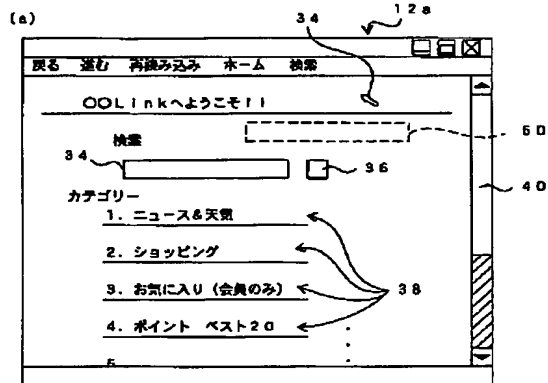 (a)
34
12a
戻る 進む 再読み込み ホーム 検索
○○Linkへようこそ!!
60
検索
34
36
40
カテゴリー
1. ニュース&天気
2. ショッピング
3. お気に入り(会員のみ)
38
4. ポイント ベスト20